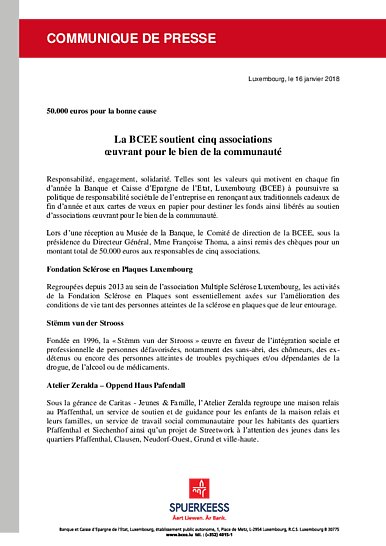 COMMUNIQUE DE PRESSE
Luxembourg, le 16 janvier 2018
50.000 euros pour la bonne cause
La BCEE soutient cinq associations
œuvrant pour le bien de la communauté
Responsabilité, engagement, solidarité. Telles sont les valeurs qui motivent en chaque fin
d'année la Banque et Caisse d'Epargne de l'Etat, Luxembourg (BCEE) à poursuivre sa
politique de responsabilité sociétale de l'entreprise en renonçant aux traditionnels cadeaux de
fin d'année et aux cartes de vœux en papier pour destiner les fonds ainsi libérés au soutien
d'associations œuvrant pour le bien de la communauté.
Lors d'une réception au Musée de la Banque, le Comité de direction de la BCEE, sous la
présidence du Directeur Général, Mme Françoise Thoma, a ainsi remis des chèques pour un
montant total de 50.000 euros aux responsables de cinq associations.
Fondation Sclérose en Plaques Luxembourg
Regroupées depuis 2013 au sein de l'association Multiple Sclérose Luxembourg, les activités
de la Fondation Sclérose en Plaques sont essentiellement axées sur l'amélioration des
conditions de vie tant des personnes atteintes de la sclérose en plaques que de leur entourage.
Stëmm vun der Strooss
Fondée en 1996, la « Stëmm vun der Strooss » œuvre en faveur de l'intégration sociale et
professionnelle de personnes défavorisées, notamment des sans-abri, des chômeurs, des ex-
détenus ou encore des personnes atteintes de troubles psychiques et/ou dépendantes de la
drogue, de l'alcool ou de médicaments.
Atelier Zeralda – Oppend Haus Pafendall
Sous la gérance de Caritas - Jeunes & Famille, l'Atelier Zeralda regroupe une maison relais
au Pfaffenthal, un service de soutien et de guidance pour les enfants de la maison relais et
leurs familles, un service de travail social communautaire pour les habitants des quartiers
Pfaffenthal et Siechenhof ainsi qu'un projet de Streetwork à l'attention des jeunes dans les
quartiers Pfaffenthal, Clausen, Neudorf-Ouest, Grund et ville-haute.
SPUERKEESS
Äert Liewen. Är Bank.
Banque et Caisse d'Epargne de l'Etat, Luxembourg, établissement public autonome, 1, Place de Metz, L-2954 Luxembourg, R.C.S. Luxembourg B 30775
www.bcee.lu tél. : (+352) 4015-1